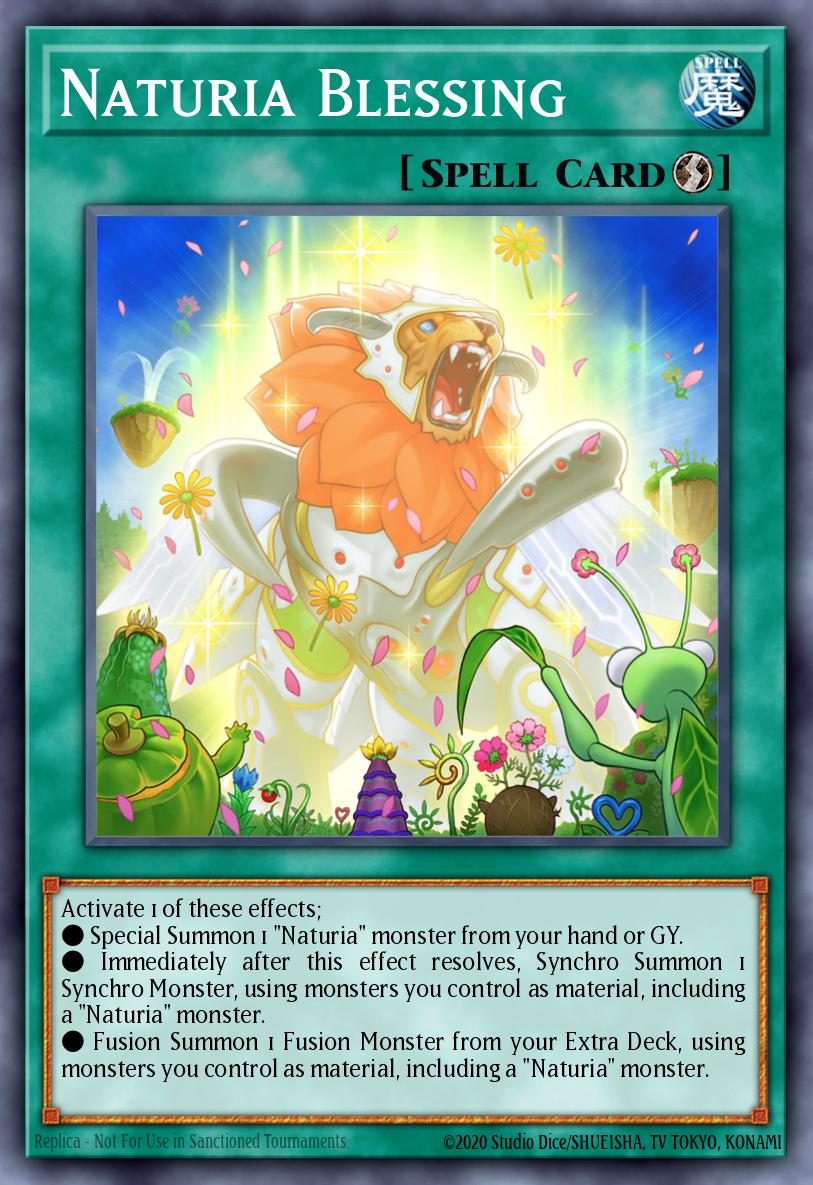 Naturia Blessing
SPELL
魔
[Spell Card]
Activate 1 of these effects;
● Special Summon 1 "Naturia" monster from your hand or GY.
● Immediately after this effect resolves, Synchro Summon 1
Synchro Monster, using monsters you control as material, including
a "Naturia" monster.
● Fusion Summon 1 Fusion Monster from your Extra Deck, using
monsters you control as material, including a "Naturia" monster.
Replica - Not For Use in Sanctioned Tournaments.
©2020 Studio Dice/SHUEISHA, TV TOKYO, KONAMI